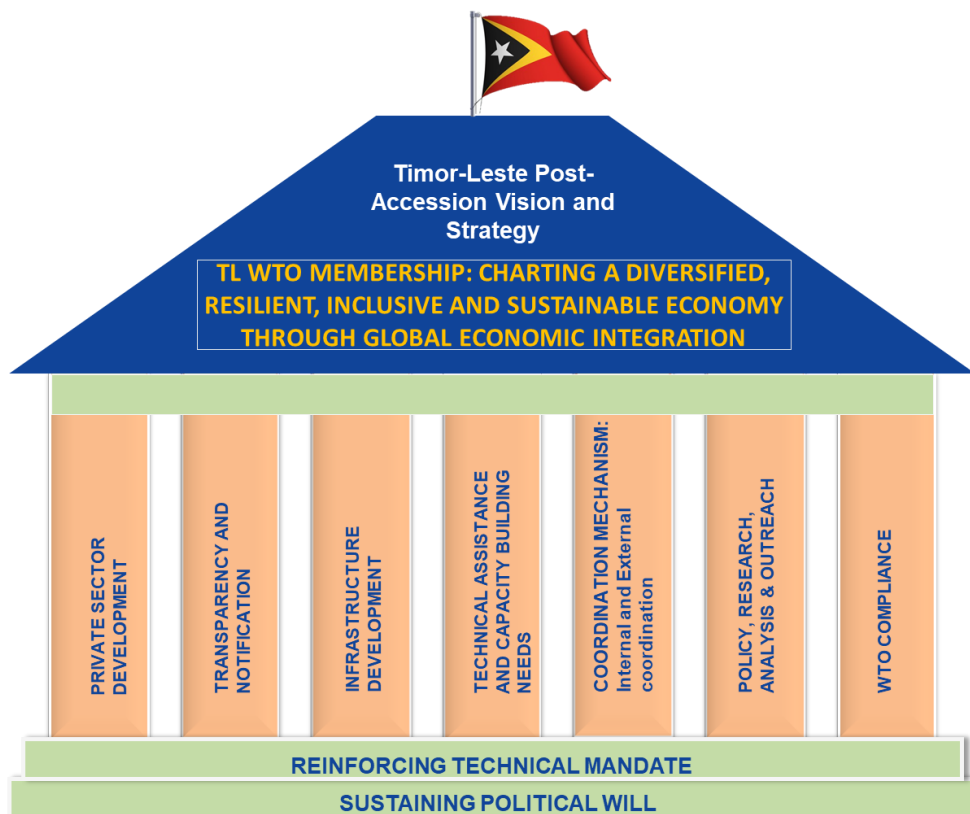 Timor-Leste Post-
Accession Vision and
Strategy
TL WTO MEMBERSHIP: CHARTING A DIVERSIFIED,
RESILIENT, INCLUSIVE AND SUSTAINABLE ECONOMY
THROUGH GLOBAL ECONOMIC INTEGRATION
PRIVATE SECTOR
DEVELOPMENT
TRANSPARENCY AND
NOTIFICATION
INFRASTRUCTURE
DEVELOPMENT
TECHNICAL ASSISTANCE
AND CAPACITY BUILDING
NEEDS
COORDINATION MECHANISM:
Internal and External
coordination
POLICY, RESEARCH,
ANALYSIS & OUTREACH
WTO COMPLIANCE
REINFORCING TECHNICAL MANDATE
SUSTAINING POLITICAL WILL